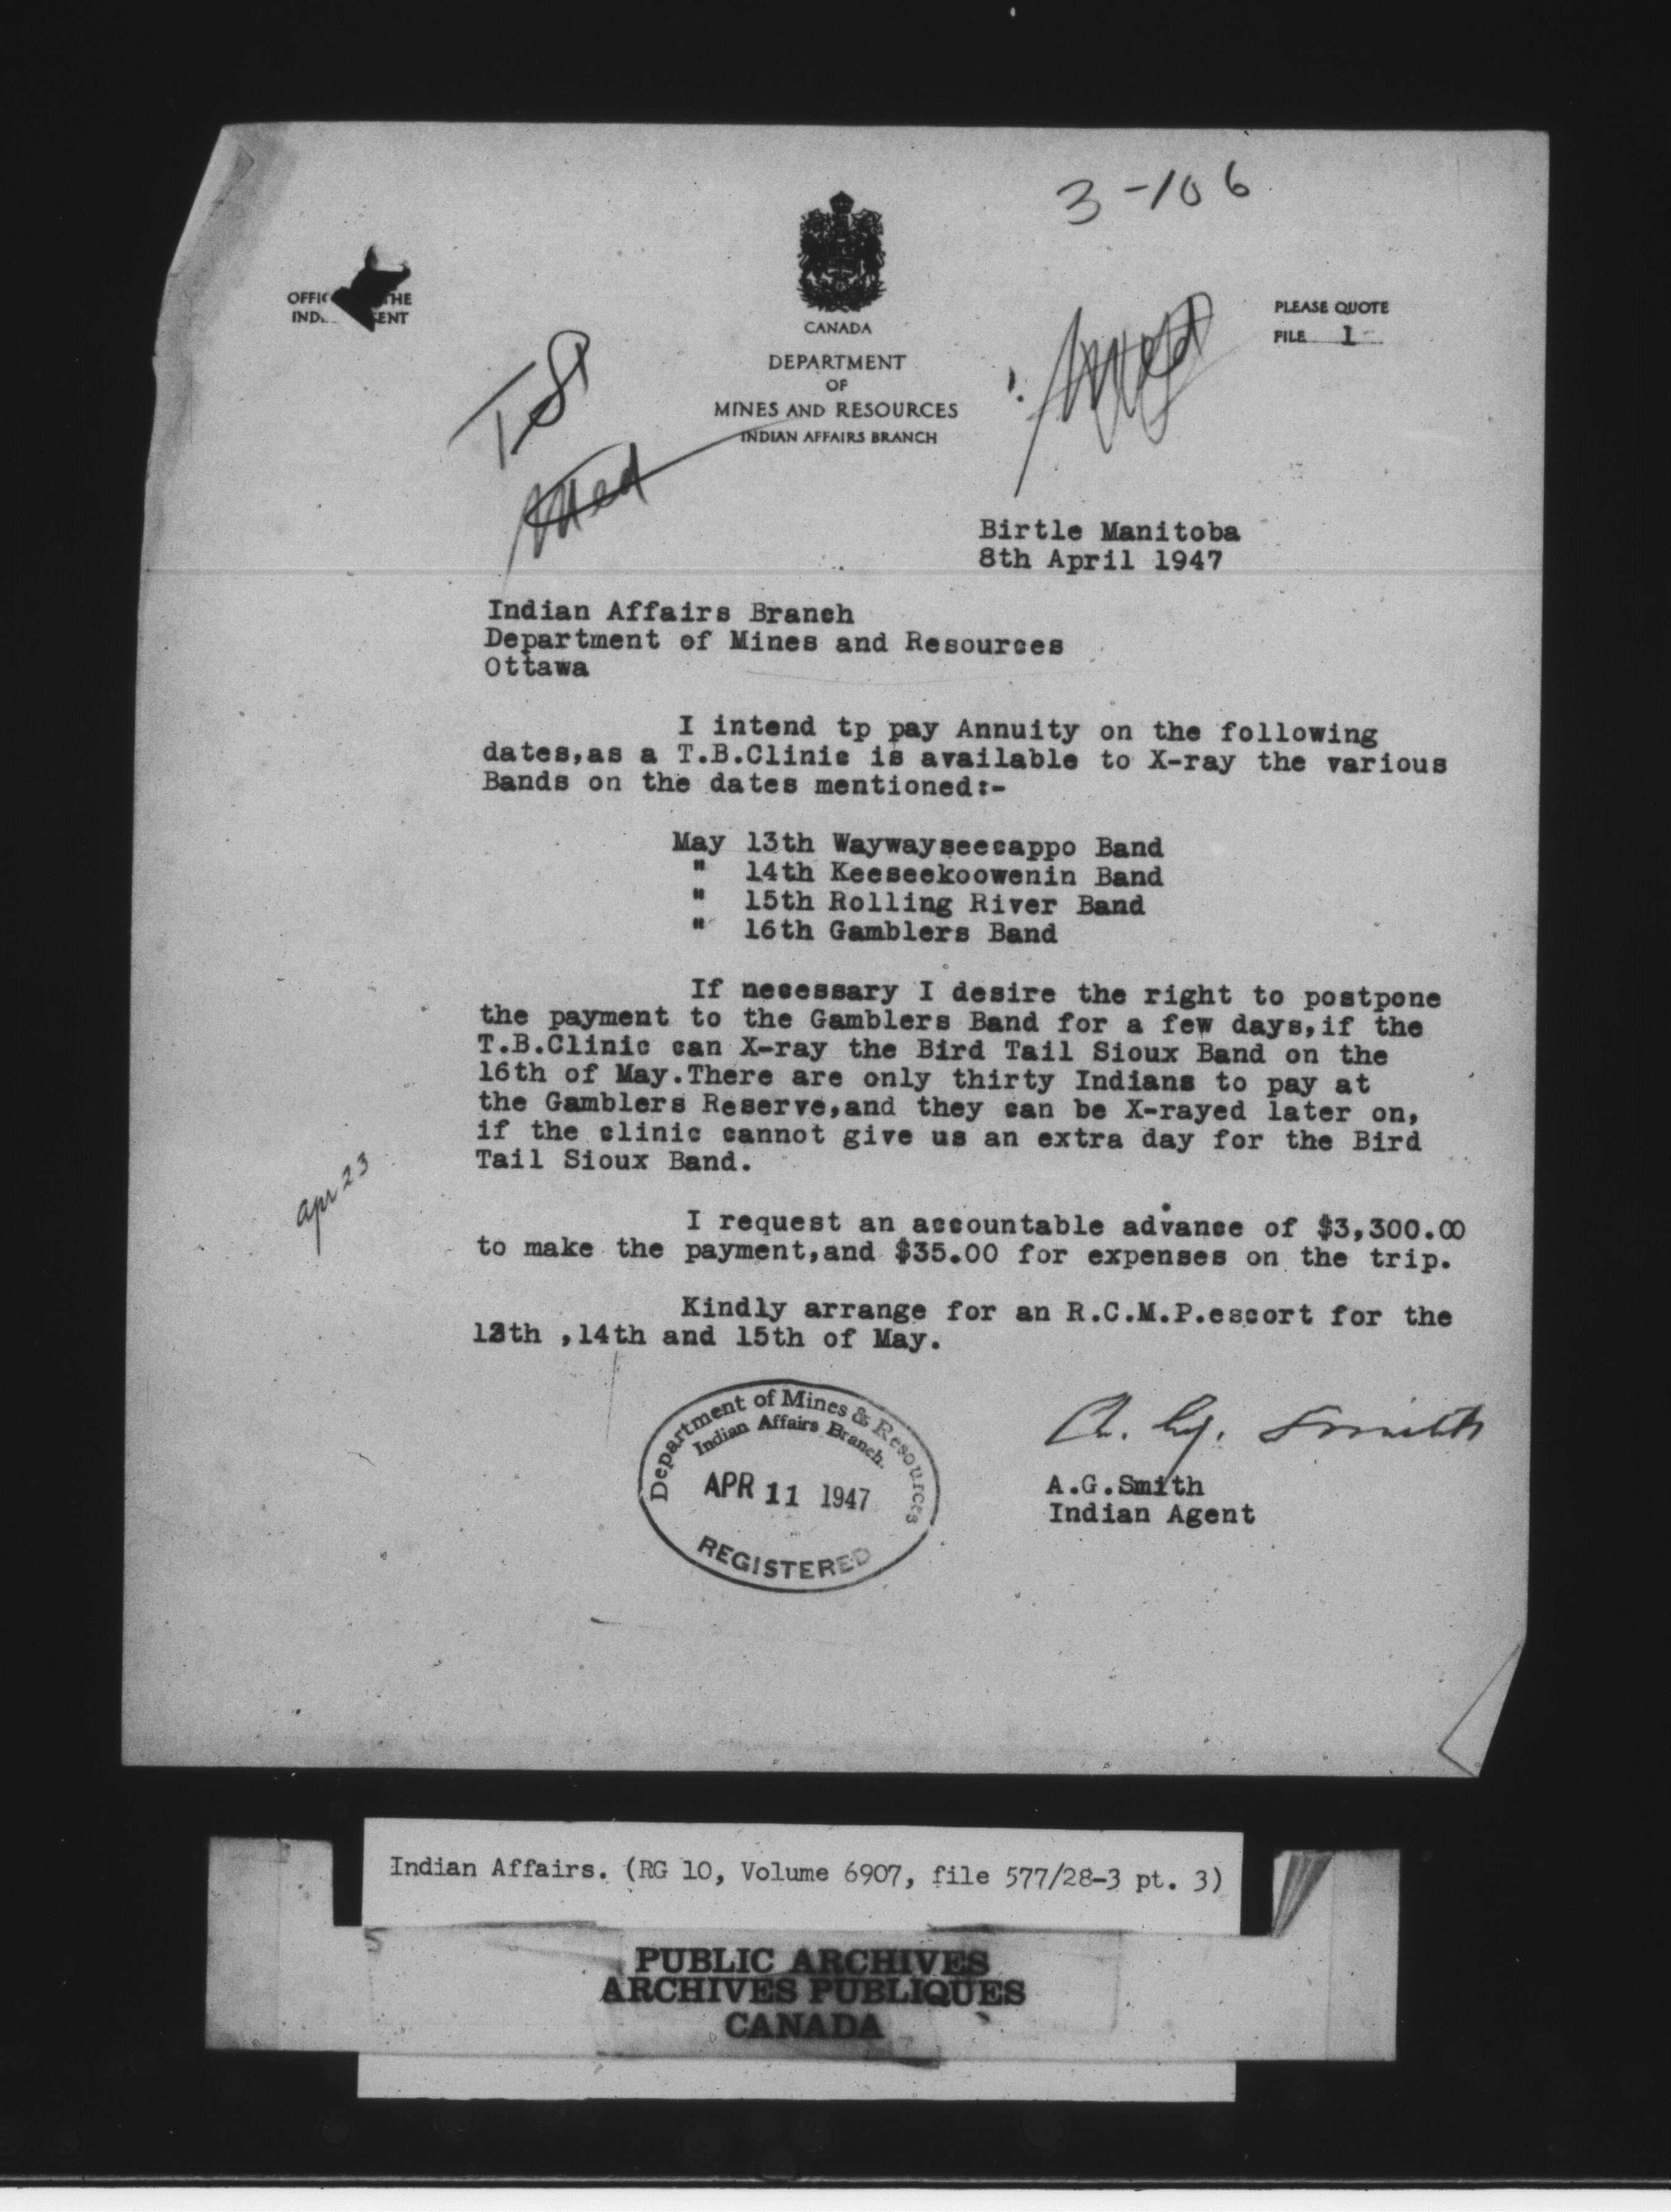 3-106
OFFI THE
IND. ENT
CANADA
DEPARTMENT
OF
MINES AND RESOURCES
INDIAN AFFAIRS BRANCH
PLEASE QUOTE
FILE 1
Med
Birtle Manitoba
8th April 1947
Indian Affairs Branch
Department of Mines and Resources
Ottawa
I intend tp pay Annuity on the following
dates,as a T.B.Clinic is available to X-ray the various
Bands on the dates mentioned:-
May 13th Waywayseecappo Band
" 14th Keeseekoowenin Band
" 15th Rolling River Band
" 16th Gamblers Band
If necessary I desire the right to postpone
the payment to the Gamblers Band for a few days,if the
T.B.Clinic can X-ray the Bird Tail Sioux Band on the
16th of May.There are only thirty Indians to pay at
the Gamblers Reserve,and they can be X-rayed later on,
if the clinic cannot give us an extra day for the Bird
Tail Sioux Band.
apr 23
I request an accountable advance of $3,300.00
to make the payment,and $35.00 for expenses on the trip.
Kindly arrange for an R.C.M.P.escort for the
13th ,14th and 15th of May.
Department of Mines & Resources
Indian Affairs Branch.
APR 11 1947
REGISTERED
A. G. Smith
A.G.Smith
Indian Agent
Indian Affairs. (RG 10, Volume 6907, file 577/28-3 pt. 3)
PUBLIC ARCHIVES
ARCHIVES PUBLIQUES
CANADA